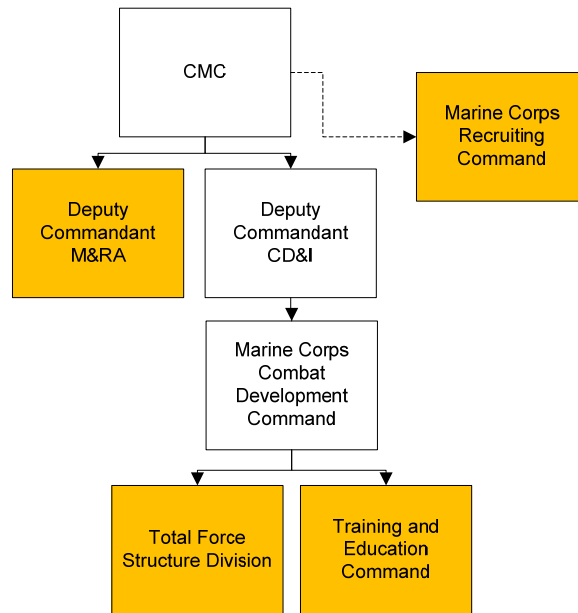 CMC
Marine Corps
Recruiting
Command
Deputy
Commandant
M&RA
Deputy
Commandant
CD&I
Marine Corps
Combat
Development
Command
Total Force
Structure Division
Training and
Education
Command